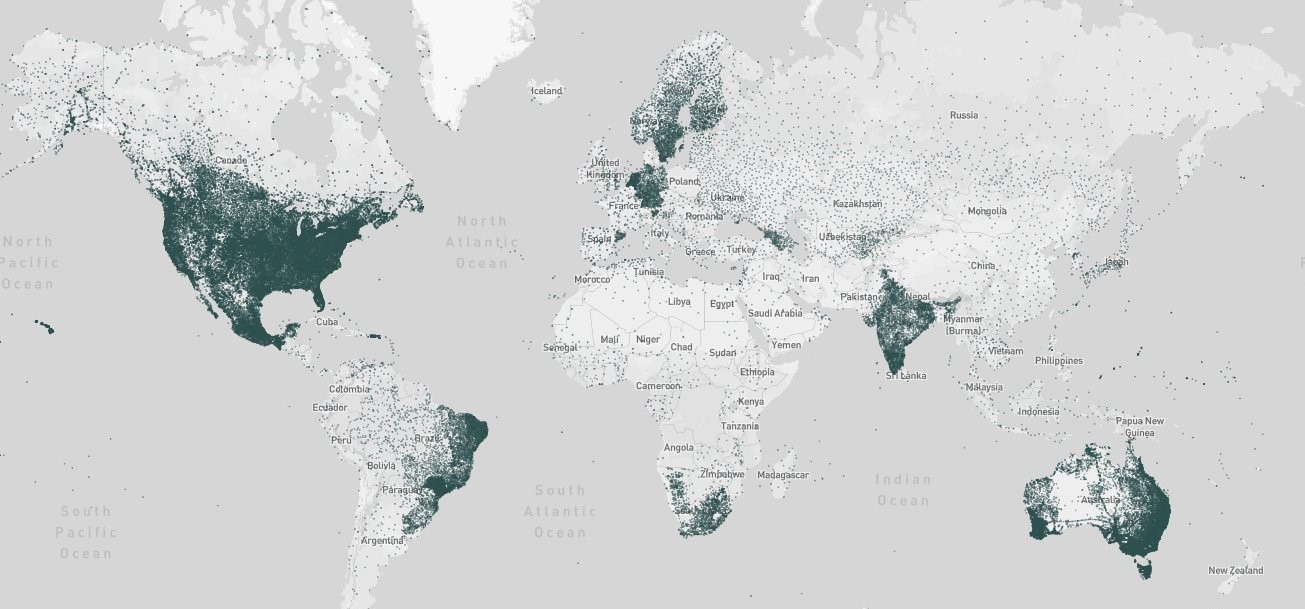 Iceland
Russia
Canada
United
Kingdom
Poland
Ukraine
France
Kazakhstan
Mongolia
Romania
North
Atlantic
Ocean
North
Pacific
Ocean
Italy
Spain
Uzbekistan
Greece
Turkey
Japan
China
Tunisia
Morocco
Iraq
Iran
Pakistan
Nepal
Libya
Egypt
Saudi Arabia
Cuba
Myanmar
(Burma)
Mali
Niger
Chad
Senegal
Sudan
Yemen
Vietnam
Philippines
Ethiopia
Sri Lanka
Cameroon
Malaysia
Colombia
Kenya
Ecuador
Indonesia
Tanzania
Papua New
Guinea
Peru
Brazil
Angola
Bolivia
Zimbabwe
Madagascar
Indian
Ocean
Paraguay
South
Atlantic
Ocean
Australia
South
Pacific
Ocean
Argentina
New Zealand